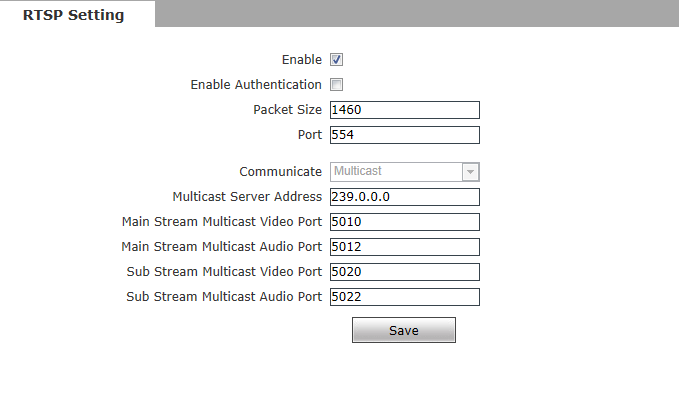 RTSP Setting
Enable
Enable Authentication
Packet Size 1460
Port 554
Communicate Multicast
Multicast Server Address 239.0.0.0
Main Stream Multicast Video Port 5010
Main Stream Multicast Audio Port 5012
Sub Stream Multicast Video Port 5020
Sub Stream Multicast Audio Port 5022
Save